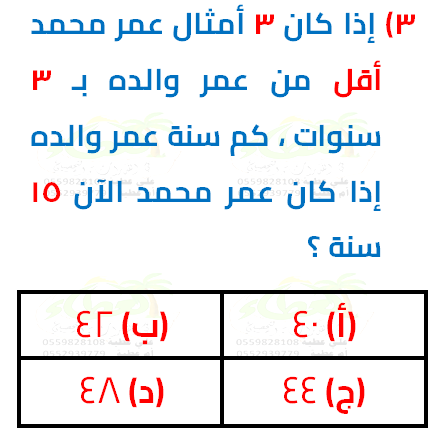 ٣) إذا كان ٣ أمثال عمر محمد
أقل من عمر والده بـ ٣
سنوات ، كم سنة عمر والده
إذا كان عمر محمد الآن ١٥
سنة ؟
(أ) ٤٠ (ب) ٤٢
(ج) ٤٤ (د) ٤٨
0559828108